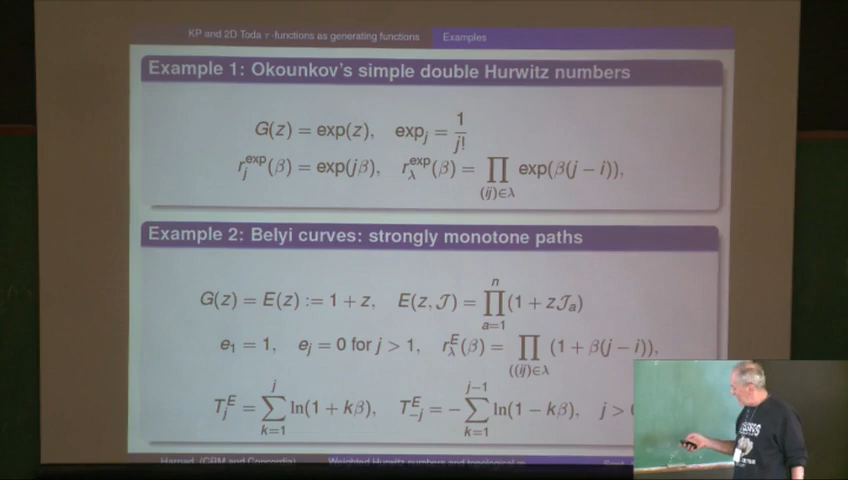 KP and 2D Toda τ-functions as generating functions Examples
Example 1: Okounkov's simple double Hurwitz numbers
G(z) = exp(z), exp_j = 1/j!
r_j^exp(β) = exp(jβ), r_λ^exp(β) = ∏_{(ij)∈λ} exp(β(j − i)),
Example 2: Belyi curves: strongly monotone paths
G(z) = E(z) := 1 + z, E(z, 𝒥) = ∏_{a=1}^{n} (1 + z𝒥_a)
e_1 = 1, e_j = 0 for j > 1, r_λ^E(β) = ∏_{((ij)∈λ} (1 + β(j − i)),
T_j^E = ∑_{k=1}^{j} ln(1 + kβ), T_{−j}^E = − ∑_{k=1}^{j−1} ln(1 − kβ), j >
Harnad (CRM and Concordia) Weighted Hurwitz numbers and topological